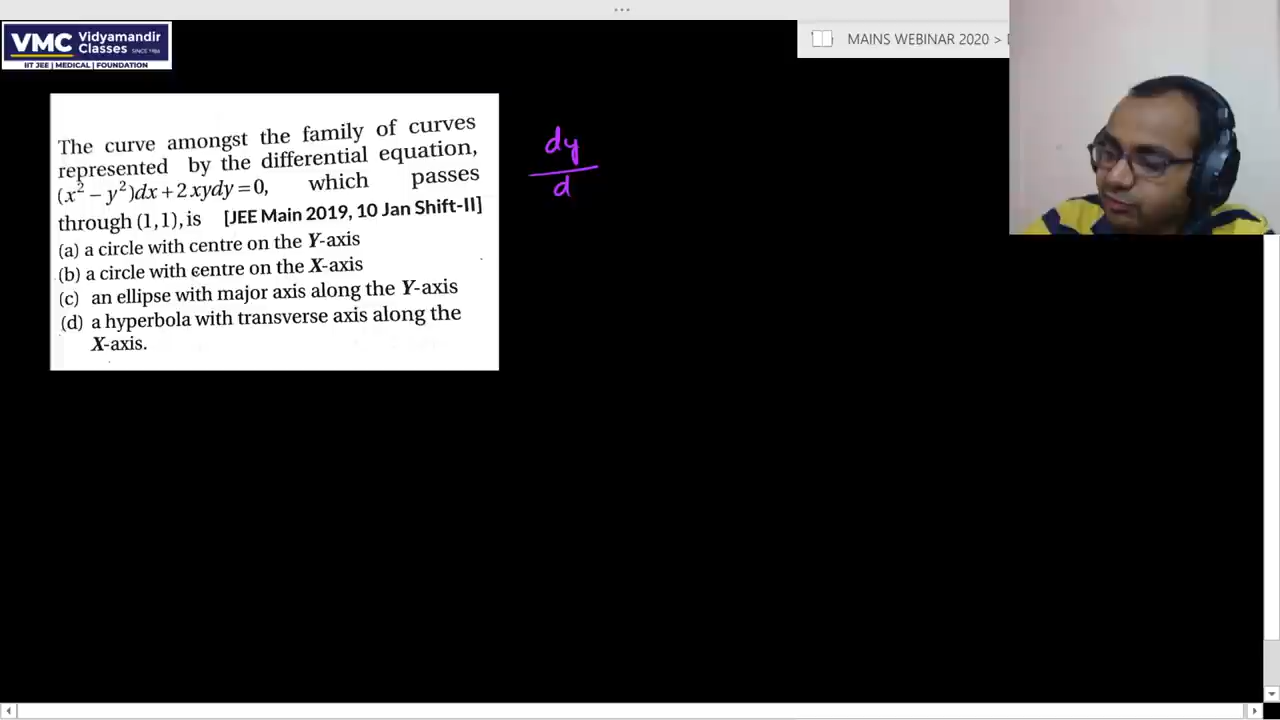 VMC Vidyamandir
Classes SINCE 1986
IIT JEE | MEDICAL | FOUNDATION
MAINS WEBINAR 2020 >
The curve amongst the family of curves
represented by the differential equation,
(x² – y²)dx + 2 xydy = 0, which passes
through (1, 1), is [JEE Main 2019, 10 Jan Shift-II]
(a) a circle with centre on the Y-axis
(b) a circle with centre on the X-axis
(c) an ellipse with major axis along the Y-axis
(d) a hyperbola with transverse axis along the
X-axis.
dy
d